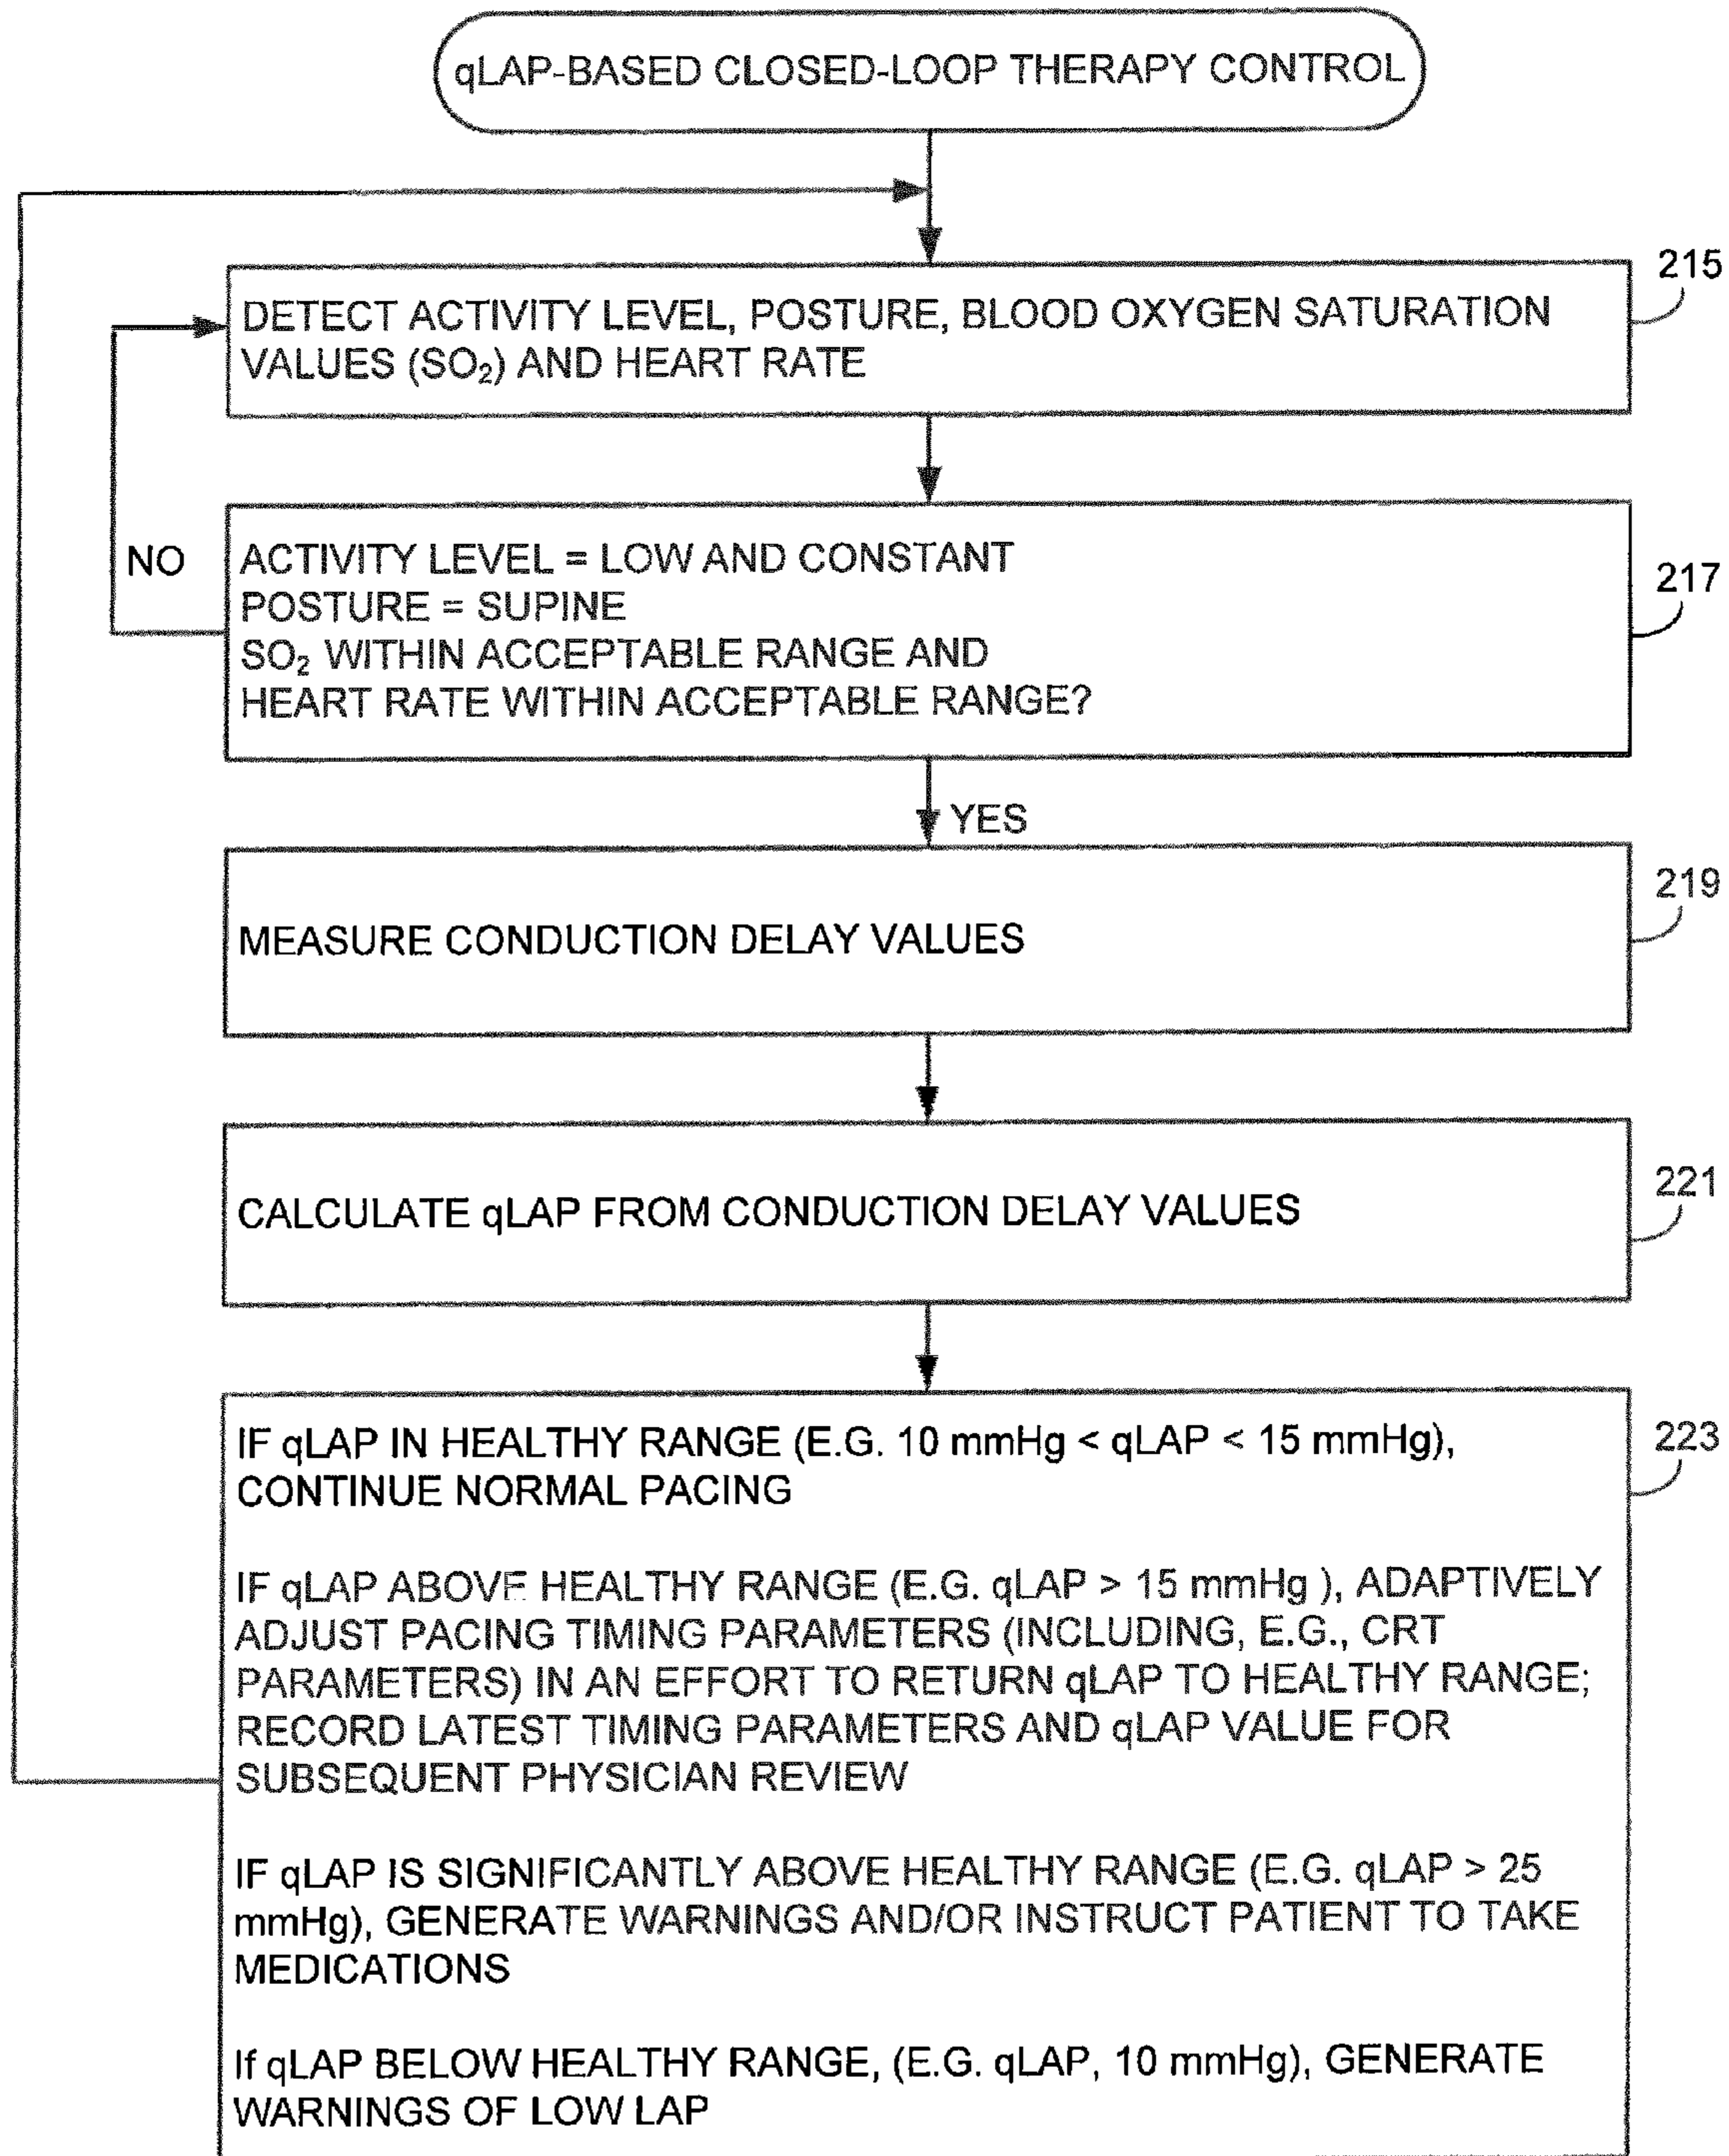 qLAP-BASED CLOSED-LOOP THERAPY CONTROL
215
DETECT ACTIVITY LEVEL, POSTURE, BLOOD OXYGEN SATURATION
VALUES (SO₂) AND HEART RATE
NO
ACTIVITY LEVEL = LOW AND CONSTANT
POSTURE = SUPINE
SO₂ WITHIN ACCEPTABLE RANGE AND
HEART RATE WITHIN ACCEPTABLE RANGE?
217
YES
219
MEASURE CONDUCTION DELAY VALUES
221
CALCULATE qLAP FROM CONDUCTION DELAY VALUES
223
IF qLAP IN HEALTHY RANGE (E.G. 10 mmHg < qLAP < 15 mmHg),
CONTINUE NORMAL PACING
IF qLAP ABOVE HEALTHY RANGE (E.G. qLAP > 15 mmHg ), ADAPTIVELY
ADJUST PACING TIMING PARAMETERS (INCLUDING, E.G., CRT
PARAMETERS) IN AN EFFORT TO RETURN qLAP TO HEALTHY RANGE;
RECORD LATEST TIMING PARAMETERS AND qLAP VALUE FOR
SUBSEQUENT PHYSICIAN REVIEW
IF qLAP IS SIGNIFICANTLY ABOVE HEALTHY RANGE (E.G. qLAP > 25
mmHg), GENERATE WARNINGS AND/OR INSTRUCT PATIENT TO TAKE
MEDICATIONS
If qLAP BELOW HEALTHY RANGE, (E.G. qLAP, 10 mmHg), GENERATE
WARNINGS OF LOW LAP